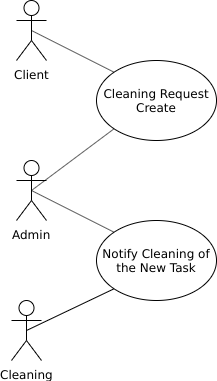 Cleaning Request
Create
Client
Admin
Notify Cleaning of
the New Task
Cleaning